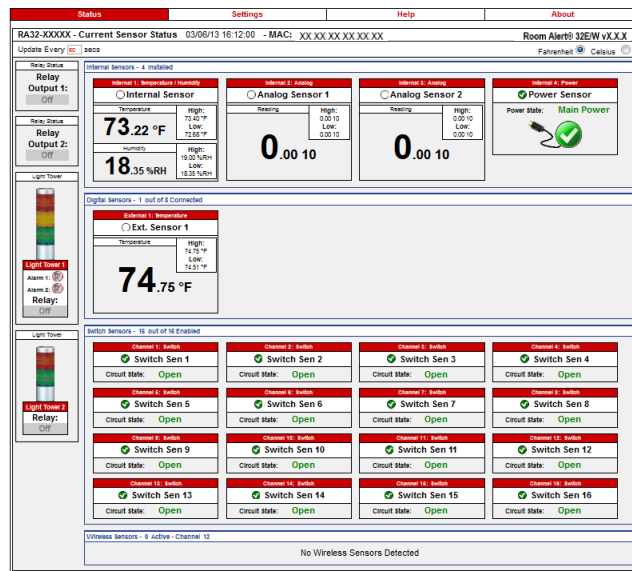 Status Settings Help About
RA32-XXXXX - Current Sensor Status 03/06/13 16:12:00 - MAC: XX XX XX XX XX XX Room Alert® 32E/W vX.X.X
Update Every 60 secs Fahrenheit Celsius
Relay Status
Relay
Output 1:
Off
Relay Status
Relay
Output 2:
Off
Light Tower
Light Tower 1
Alarm 1:
Alarm 2:
Relay:
Off
Light Tower
Light Tower 2
Relay:
Off
Internal Sensors - 4 Installed
Internal 1: Temperature / Humidity
Internal Sensor
Temperature
73.22 °F
High:
73.40 °F
Low:
72.68 °F
Humidity
18.35 %RH
High:
19.00 %RH
Low:
18.35 %RH
Internal 2: Analog
Analog Sensor 1
Reading
0.00 10
High:
0.00 10
Low:
0.00 10
Internal 3: Analog
Analog Sensor 2
Reading
0.00 10
High:
0.00 10
Low:
0.00 10
Internal 4: Power
Power Sensor
Power State: Main Power
Digital Sensors - 1 out of 8 Connected
External 1: Temperature
Ext. Sensor 1
Temperature
74.75 °F
High:
74.75 °F
Low:
74.51 °F
Switch Sensors - 16 out of 16 Enabled
Channel 1: Switch Channel 2: Switch Channel 3: Switch Channel 4: Switch
Switch Sen 1 Switch Sen 2 Switch Sen 3 Switch Sen 4
Circuit State: Open Circuit State: Open Circuit State: Open Circuit State: Open
Channel 5: Switch Channel 6: Switch Channel 7: Switch Channel 8: Switch
Switch Sen 5 Switch Sen 6 Switch Sen 7 Switch Sen 8
Circuit State: Open Circuit State: Open Circuit State: Open Circuit State: Open
Channel 9: Switch Channel 10: Switch Channel 11: Switch Channel 12: Switch
Switch Sen 9 Switch Sen 10 Switch Sen 11 Switch Sen 12
Circuit State: Open Circuit State: Open Circuit State: Open Circuit State: Open
Channel 13: Switch Channel 14: Switch Channel 15: Switch Channel 16: Switch
Switch Sen 13 Switch Sen 14 Switch Sen 15 Switch Sen 16
Circuit State: Open Circuit State: Open Circuit State: Open Circuit State: Open
Wireless Sensors - 0 Active - Channel 12
No Wireless Sensors Detected